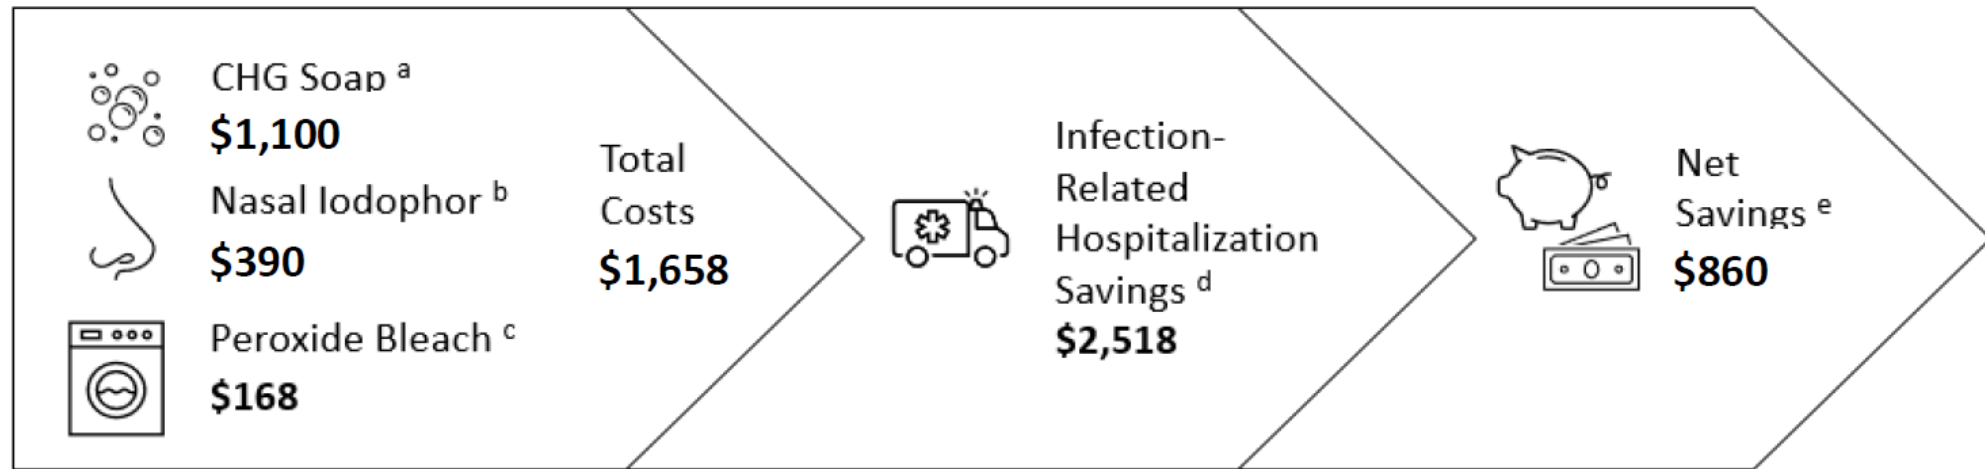 CHG Soap a
$1,100
Nasal Iodophor b
$390
Peroxide Bleach c
$168
Total
Costs
$1,658
Infection-
Related
Hospitalization
Savings d
$2,518
Net
Savings e
$860